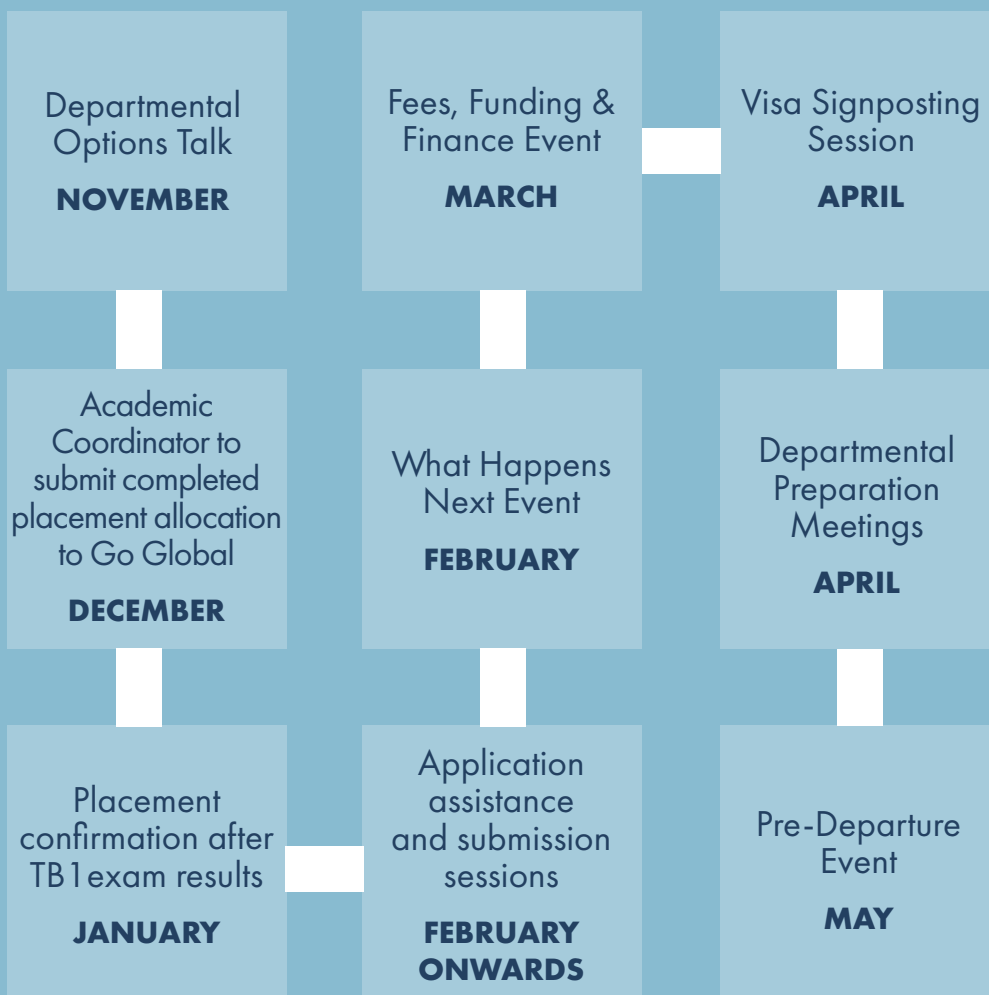 Departmental
Options Talk
NOVEMBER
Academic
Coordinator to
submit completed
placement allocation
to Go Global
DECEMBER
Placement
confirmation after
TB1exam results
JANUARY
Application
assistance
and submission
sessions
FEBRUARY
ONWARDS
What Happens
Next Event
FEBRUARY
Fees, Funding &
Finance Event
MARCH
Visa Signposting
Session
APRIL
Departmental
Preparation
Meetings
APRIL
Pre-Departure
Event
MAY